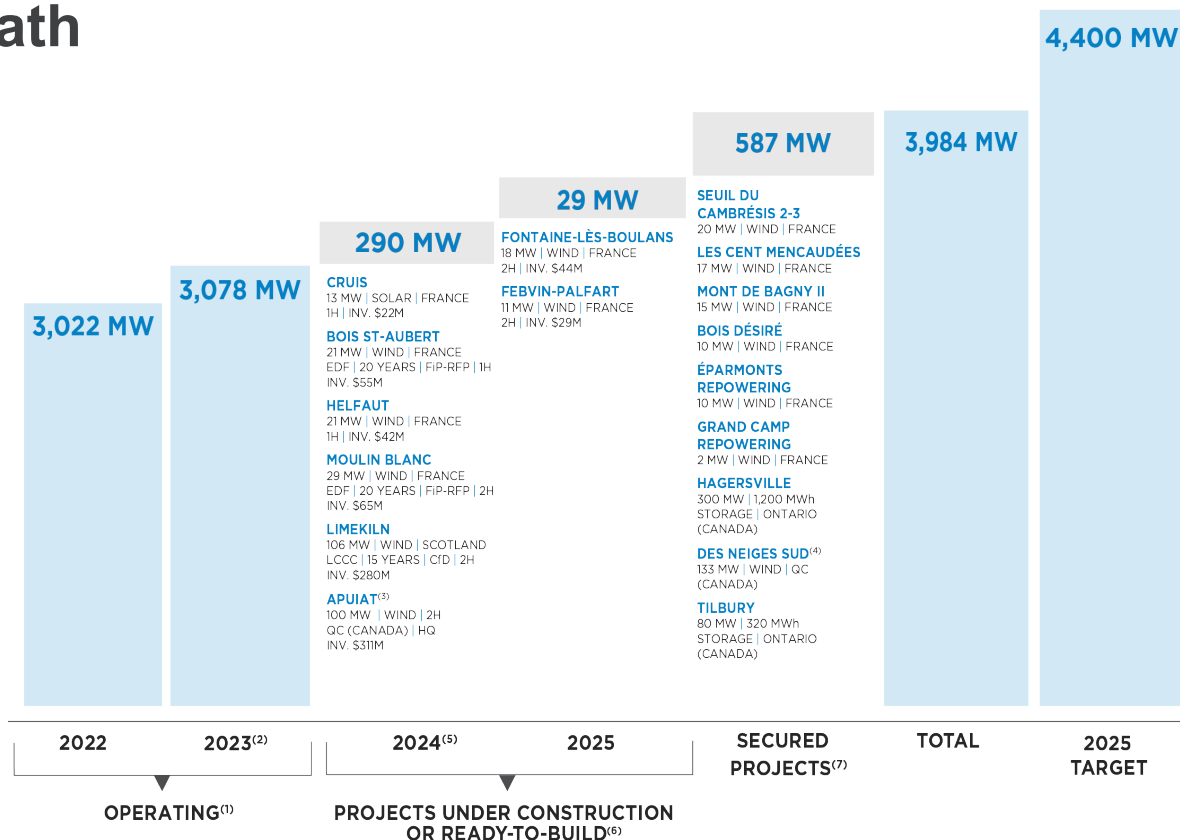 ath
3,022 MW
3,078 MW
290 MW
CRUIS
13 MW | SOLAR | FRANCE
1H | INV. $22M
BOIS ST-AUBERT
21 MW | WIND | FRANCE
EDF | 20 YEARS | FiP-RFP | 1H
INV. $55M
HELFAUT
21 MW | WIND | FRANCE
1H | INV. $42M
MOULIN BLANC
29 MW | WIND | FRANCE
EDF | 20 YEARS | FiP-RFP | 2H
INV. $65M
LIMEKILN
106 MW | WIND | SCOTLAND
LCCC | 15 YEARS | CfD | 2H
INV. $280M
APUIAT(3)
100 MW | WIND | 2H
QC (CANADA) | HQ
INV. $311M
29 MW
FONTAINE-LÈS-BOULANS
18 MW | WIND | FRANCE
2H | INV. $44M
FEBVIN-PALFART
11 MW | WIND | FRANCE
2H | INV. $29M
587 MW
SEUIL DU
CAMBRÉSIS 2-3
20 MW | WIND | FRANCE
LES CENT MENCAUDÉES
17 MW | WIND | FRANCE
MONT DE BAGNY II
15 MW | WIND | FRANCE
BOIS DÉSIRÉ
10 MW | WIND | FRANCE
ÉPARMONTS
REPOWERING
10 MW | WIND | FRANCE
GRAND CAMP
REPOWERING
2 MW | WIND | FRANCE
HAGERSVILLE
300 MW | 1,200 MWh
STORAGE | ONTARIO
(CANADA)
DES NEIGES SUD(4)
133 MW | WIND | QC
(CANADA)
TILBURY
80 MW | 320 MWh
STORAGE | ONTARIO
(CANADA)
3,984 MW
4,400 MW
2022
2023(2)
2024(5)
2025
SECURED
PROJECTS(7)
TOTAL
2025
TARGET
OPERATING(1)
PROJECTS UNDER CONSTRUCTION
OR READY-TO-BUILD(6)